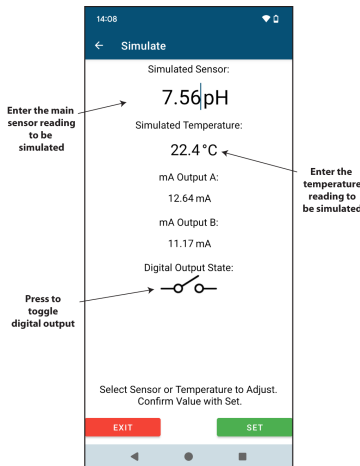 14:08
Simulate
Simulated Sensor:
7.56 pH
Enter the main
sensor reading
to be
simulated
Simulated Temperature:
22.4 °C
Enter the
temperature
reading to
be simulated
mA Output A:
12.64 mA
mA Output B:
11.17 mA
Digital Output State:
Press to
toggle
digital output
Select Sensor or Temperature to Adjust.
Confirm Value with Set.
EXIT
SET